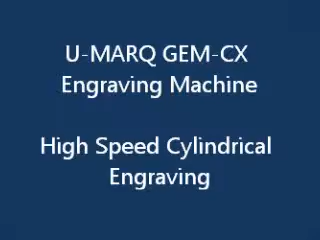 U-MARQ GEM-CX
Engraving Machine
High Speed Cylindrical
Engraving